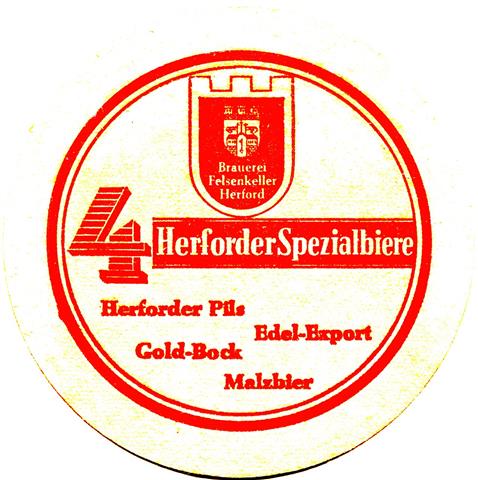 Brauerei
Felsenkeller
Herford
4 Herforder Spezialbiere
Herforder Pils
Edel-Export
Gold-Bock
Malzbier